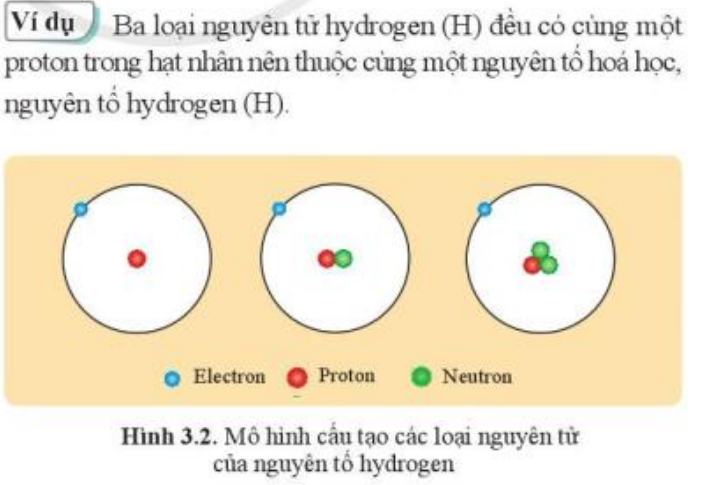 Ví dụ Ba loại nguyên tử hydrogen (H) đều có cùng một
proton trong hạt nhân nên thuộc cùng một nguyên tố hoá học,
nguyên tố hydrogen (H).
Electron Proton Neutron
Hình 3.2. Mô hình cấu tạo các loại nguyên tử
của nguyên tố hydrogen